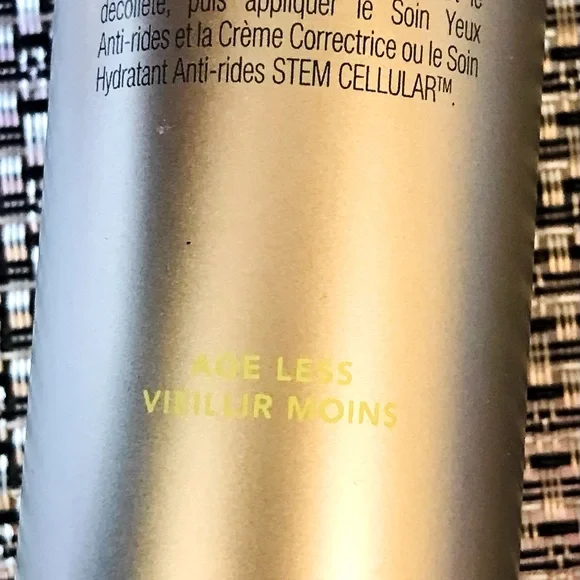 le
décolleté, puis appliquer le Soin Yeux
Anti-rides et la Crème Correctrice ou le Soin
Hydratant Anti-rides STEM CELLULAR™.
AGE LESS
VIEILLIR MOINS